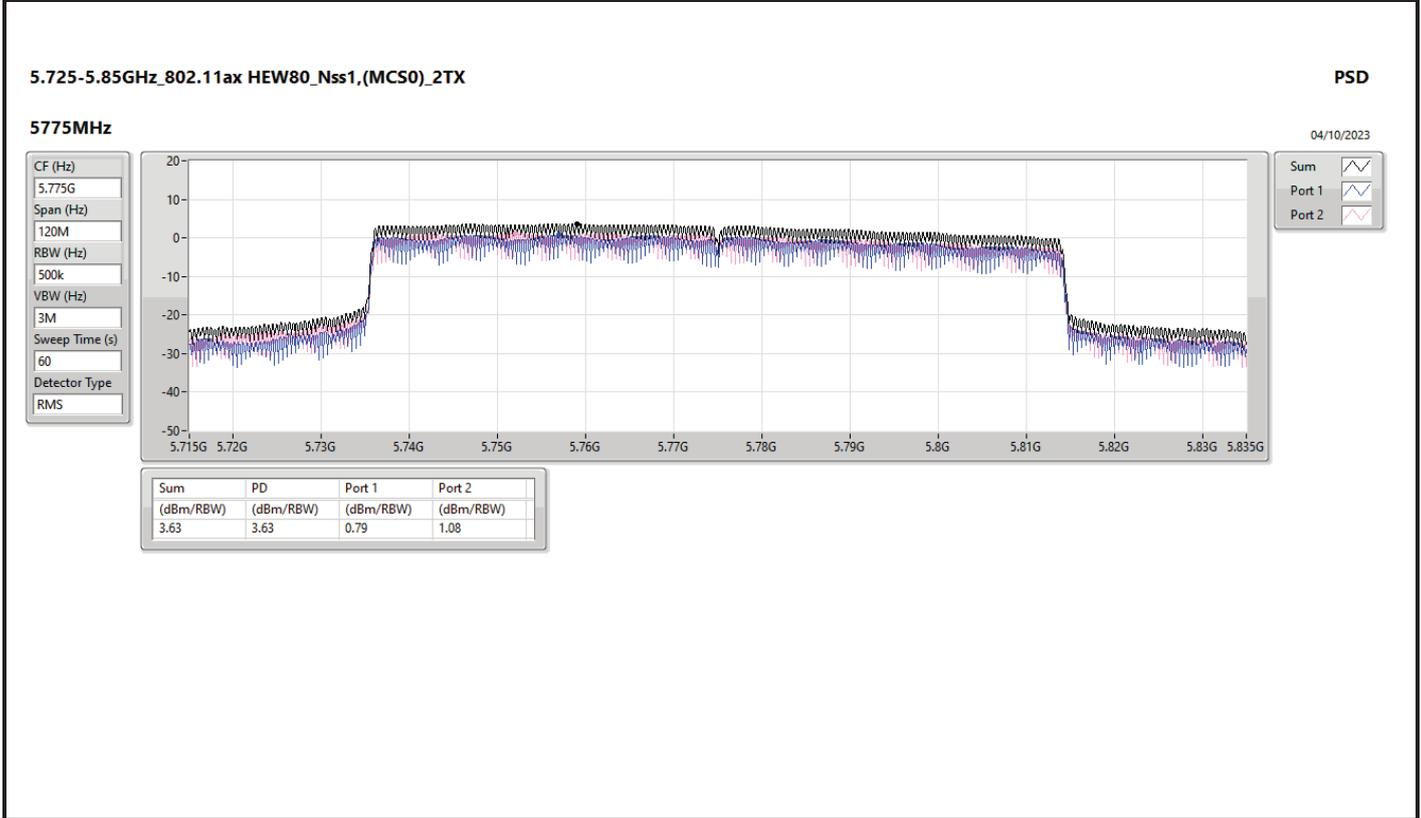 5.725-5.85GHz_802.11ax HEW80_Nss1,(MCS0)_2TX
PSD
5775MHz
04/10/2023
CF (Hz)
5.775G
Span (Hz)
120M
RBW (Hz)
500k
VBW (Hz)
3M
Sweep Time (s)
60
Detector Type
RMS
20
10
0
-10
-20
-30
-40
-50
5.715G 5.72G 5.73G 5.74G 5.75G 5.76G 5.77G 5.78G 5.79G 5.8G 5.81G 5.82G 5.83G 5.835G
Sum
Port 1
Port 2
Sum PD Port 1 Port 2
(dBm/RBW) (dBm/RBW) (dBm/RBW) (dBm/RBW)
3.63 3.63 0.79 1.08